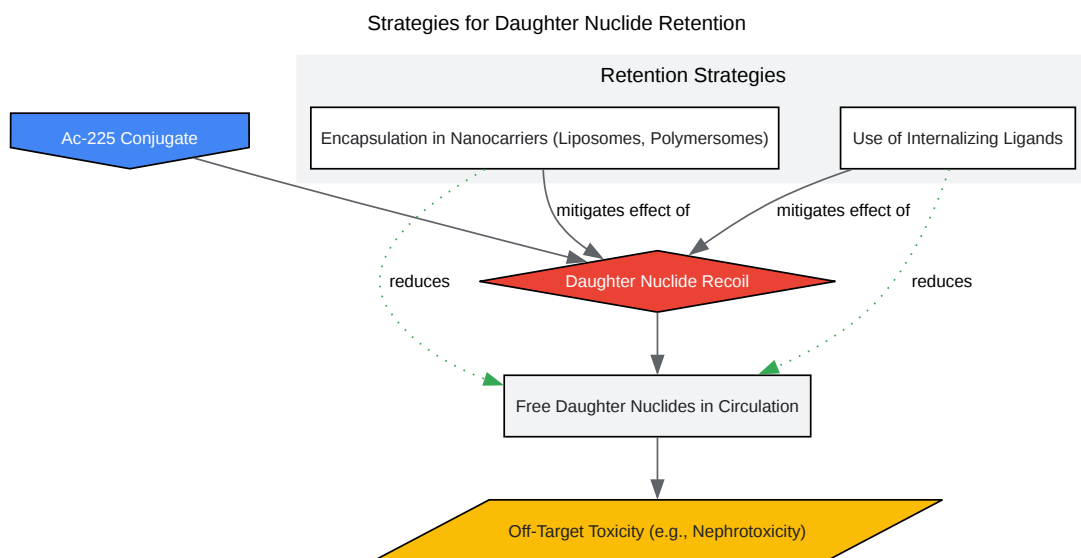 Strategies for Daughter Nuclide Retention
Retention Strategies
Ac-225 Conjugate
Encapsulation in Nanocarriers (Liposomes, Polymersomes)
Use of Internalizing Ligands
mitigates effect of
mitigates effect of
reduces
Daughter Nuclide Recoil
reduces
Free Daughter Nuclides in Circulation
Off-Target Toxicity (e.g., Nephrotoxicity)